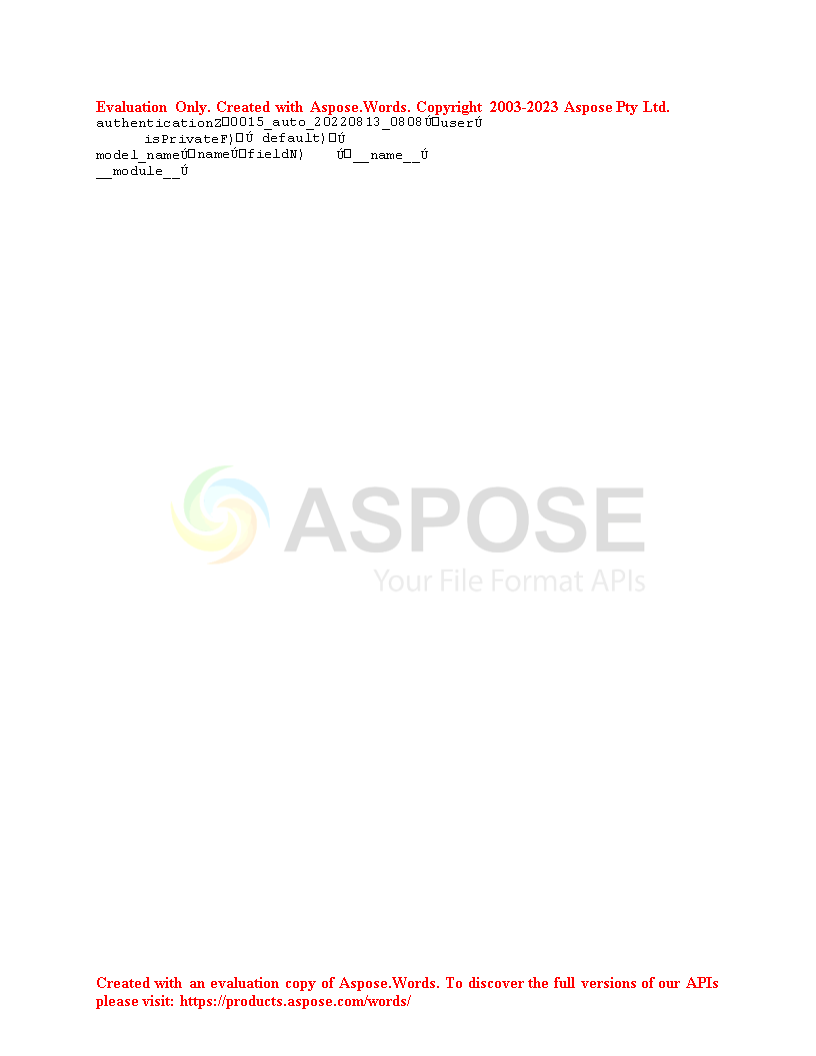 Evaluation Only. Created with Aspose.Words. Copyright 2003-2023 Aspose Pty Ltd.
authenticationZ□0015_auto_20220813_0808Ú□userÚ
isPrivateF)□Ú default)□Ú
model_nameÚ□nameÚ□fieldN) Ú□__name__Ú
__module__Ú
ASPOSE
Your File Format APIs
Created with an evaluation copy of Aspose.Words. To discover the full versions of our APIs
please visit: https://products.aspose.com/words/